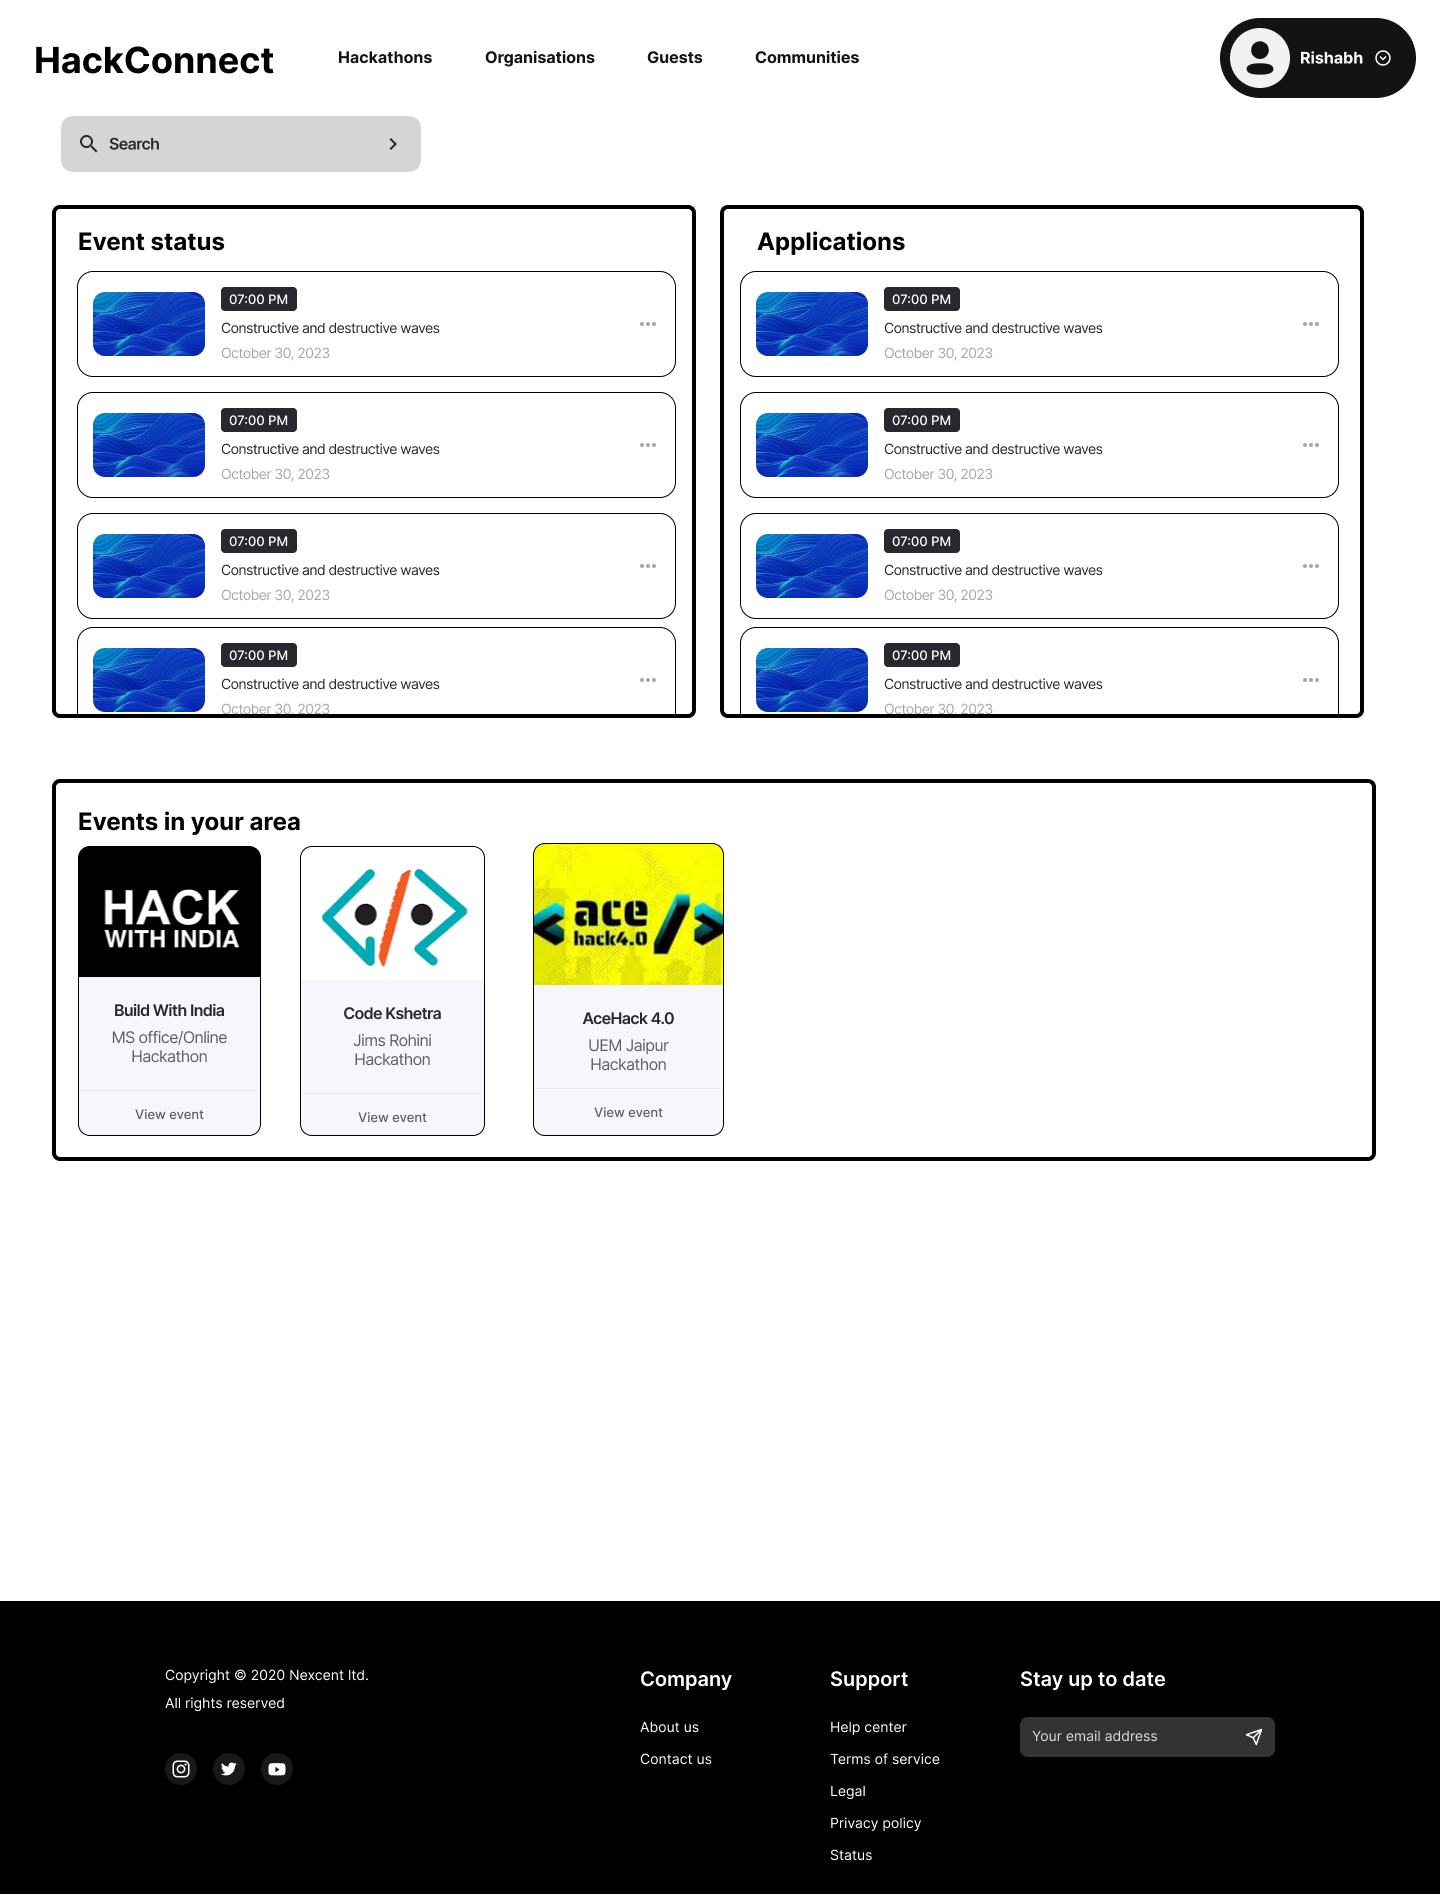 HackConnect
Hackathons
Organisations
Guests
Communities
Rishabh
Search
Event status
07:00 PM
Constructive and destructive waves
October 30, 2023
07:00 PM
Constructive and destructive waves
October 30, 2023
07:00 PM
Constructive and destructive waves
October 30, 2023
07:00 PM
Constructive and destructive waves
October 30, 2023
Applications
07:00 PM
Constructive and destructive waves
October 30, 2023
07:00 PM
Constructive and destructive waves
October 30, 2023
07:00 PM
Constructive and destructive waves
October 30, 2023
07:00 PM
Constructive and destructive waves
October 30, 2023
Events in your area
HACK
WITH INDIA
Build With India
MS office/Online
Hackathon
View event
Code Kshetra
Jims Rohini
Hackathon
View event
<ace/>
hack4.0
AceHack 4.0
UEM Jaipur
Hackathon
View event
Copyright © 2020 Nexcent ltd.
All rights reserved
Company
About us
Contact us
Support
Help center
Terms of service
Legal
Privacy policy
Status
Stay up to date
Your email address